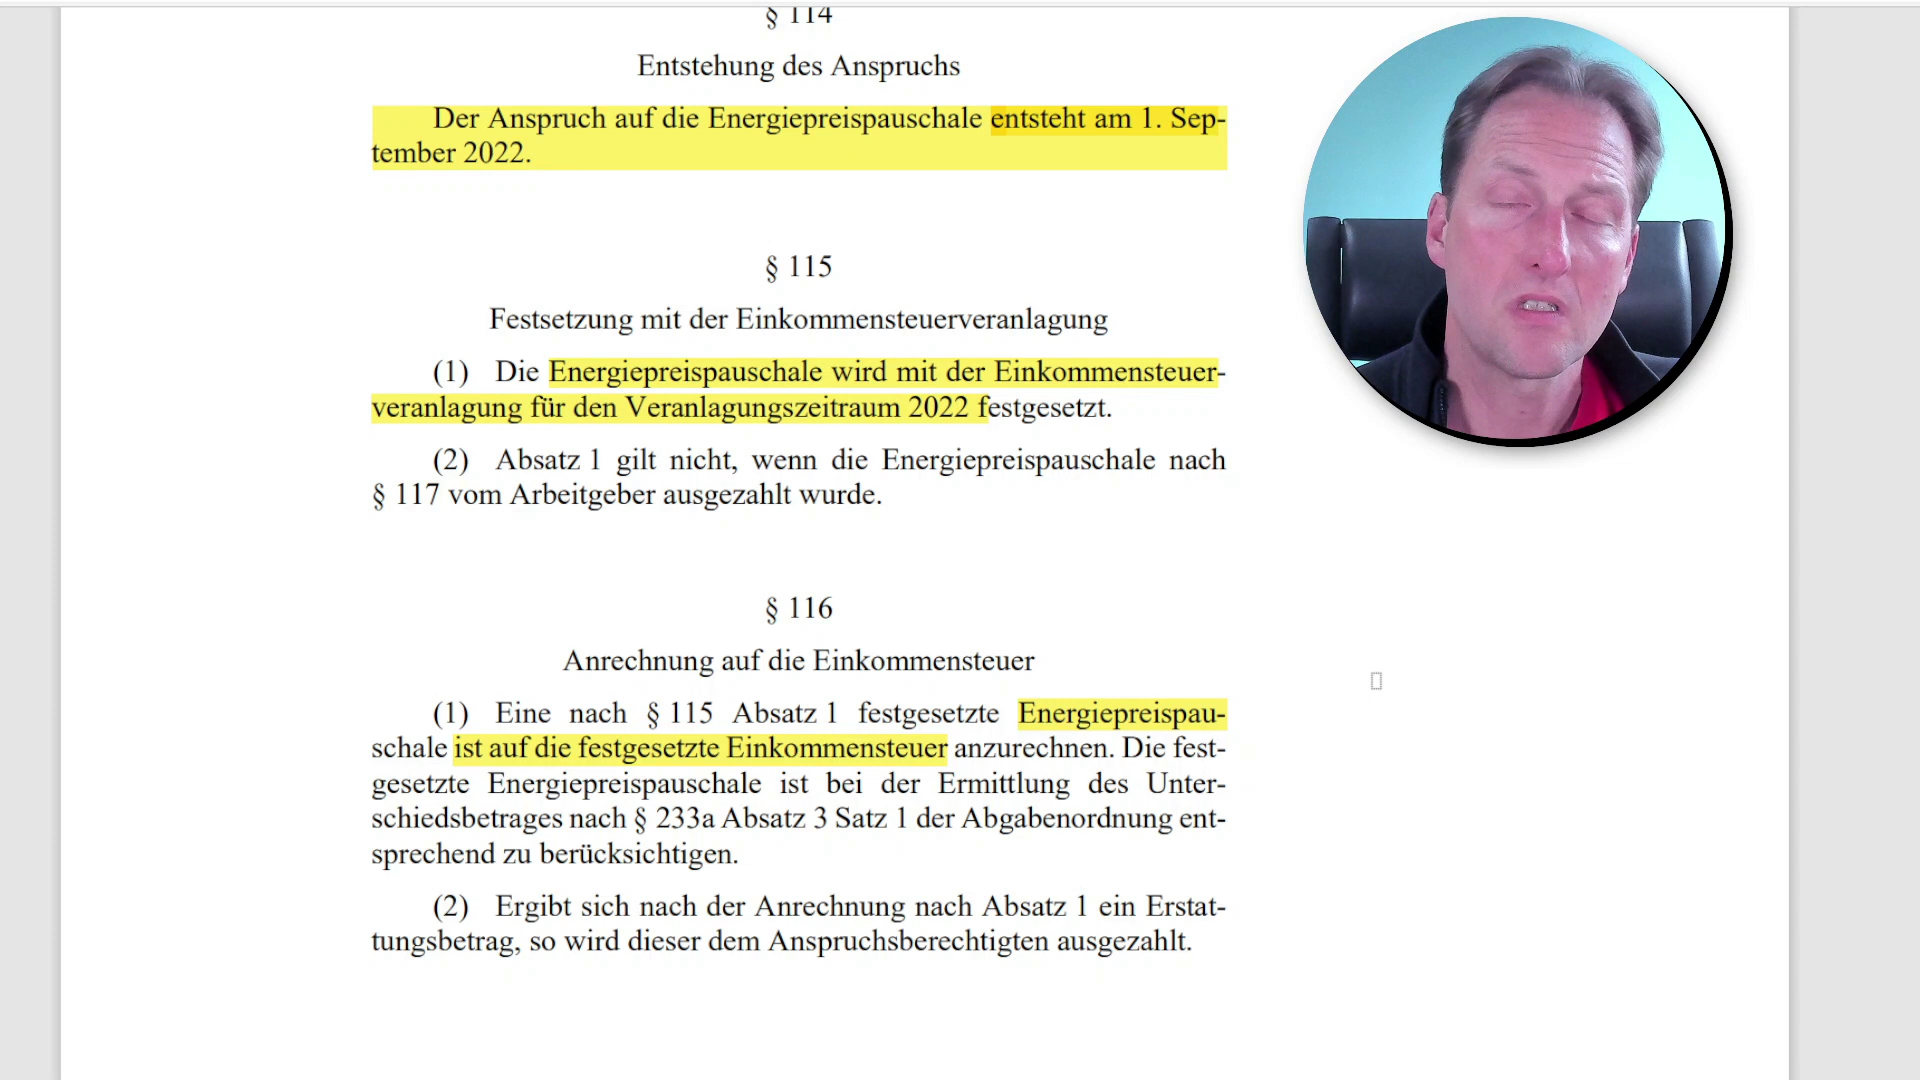 § 114
Entstehung des Anspruchs
Der Anspruch auf die Energiepreispauschale entsteht am 1. Sep-
tember 2022.
§ 115
Festsetzung mit der Einkommensteuerveranlagung
(1) Die Energiepreispauschale wird mit der Einkommensteuer-
veranlagung für den Veranlagungszeitraum 2022 festgesetzt.
(2) Absatz 1 gilt nicht, wenn die Energiepreispauschale nach
§ 117 vom Arbeitgeber ausgezahlt wurde.
§ 116
Anrechnung auf die Einkommensteuer
(1) Eine nach § 115 Absatz 1 festgesetzte Energiepreispau-
schale ist auf die festgesetzte Einkommensteuer anzurechnen. Die fest-
gesetzte Energiepreispauschale ist bei der Ermittlung des Unter-
schiedsbetrages nach § 233a Absatz 3 Satz 1 der Abgabenordnung ent-
sprechend zu berücksichtigen.
(2) Ergibt sich nach der Anrechnung nach Absatz 1 ein Erstat-
tungsbetrag, so wird dieser dem Anspruchsberechtigten ausgezahlt.